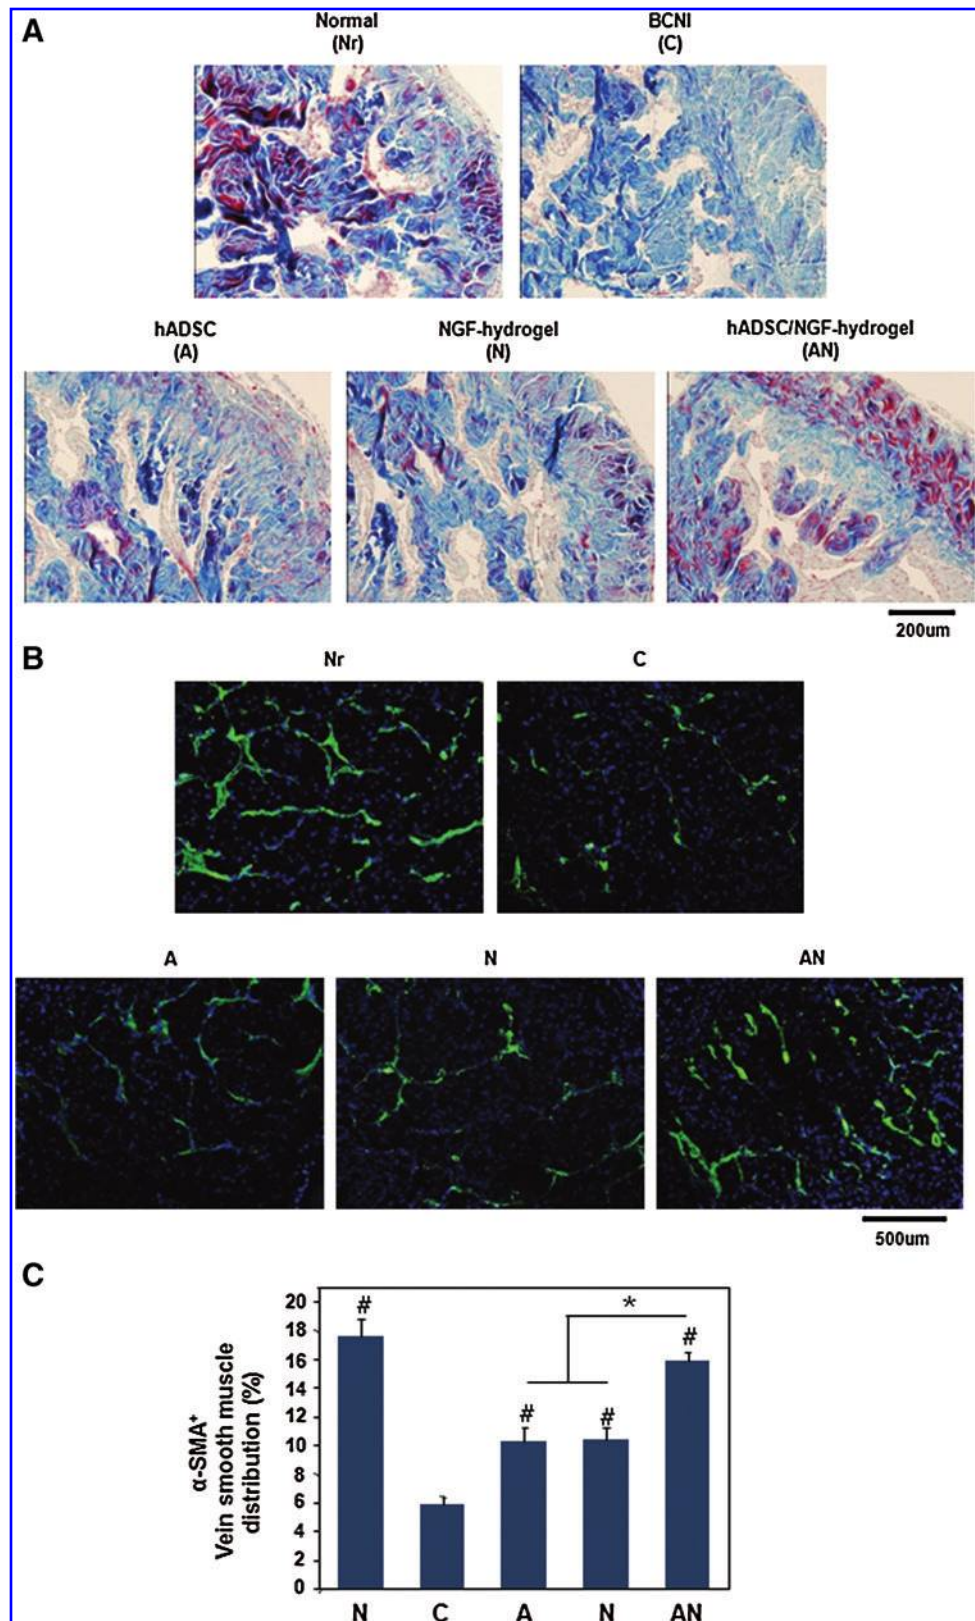 A
Normal
(Nr)
BCNI
(C)
hADSC
(A)
NGF-hydrogel
(N)
hADSC/NGF-hydrogel
(AN)
200um
B
Nr
C
A
N
AN
500um
C
α-SMA⁺
Vein smooth muscle
distribution (%)
20
18
16
14
12
10
8
6
4
2
0
#
#
#
*
#
N
C
A
N
AN